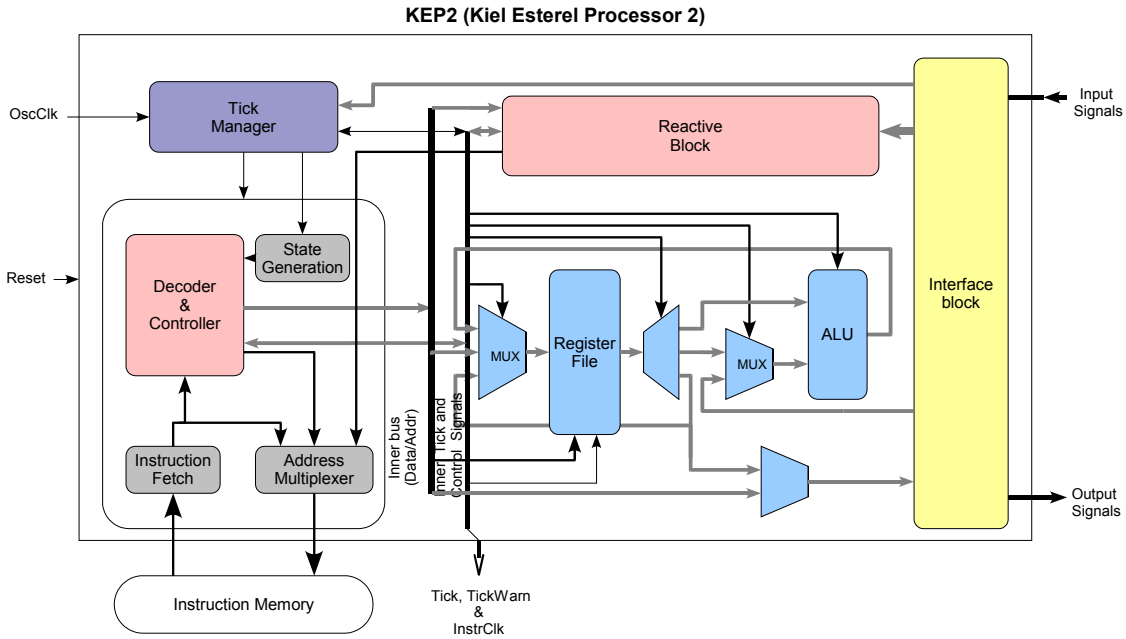 KEP2 (Kiel Esterel Processor 2)
OscClk
Tick
Manager
Reactive
Block
Input
Signals
State
Generation
Reset
Decoder
&
Controller
Interface
block
MUX
Register
File
MUX
ALU
Inner bus
(Data/Addr)
Inner Tick and
Control Signals
Instruction
Fetch
Address
Multiplexer
Output
Signals
Instruction Memory
Tick, TickWarn
&
InstrClk